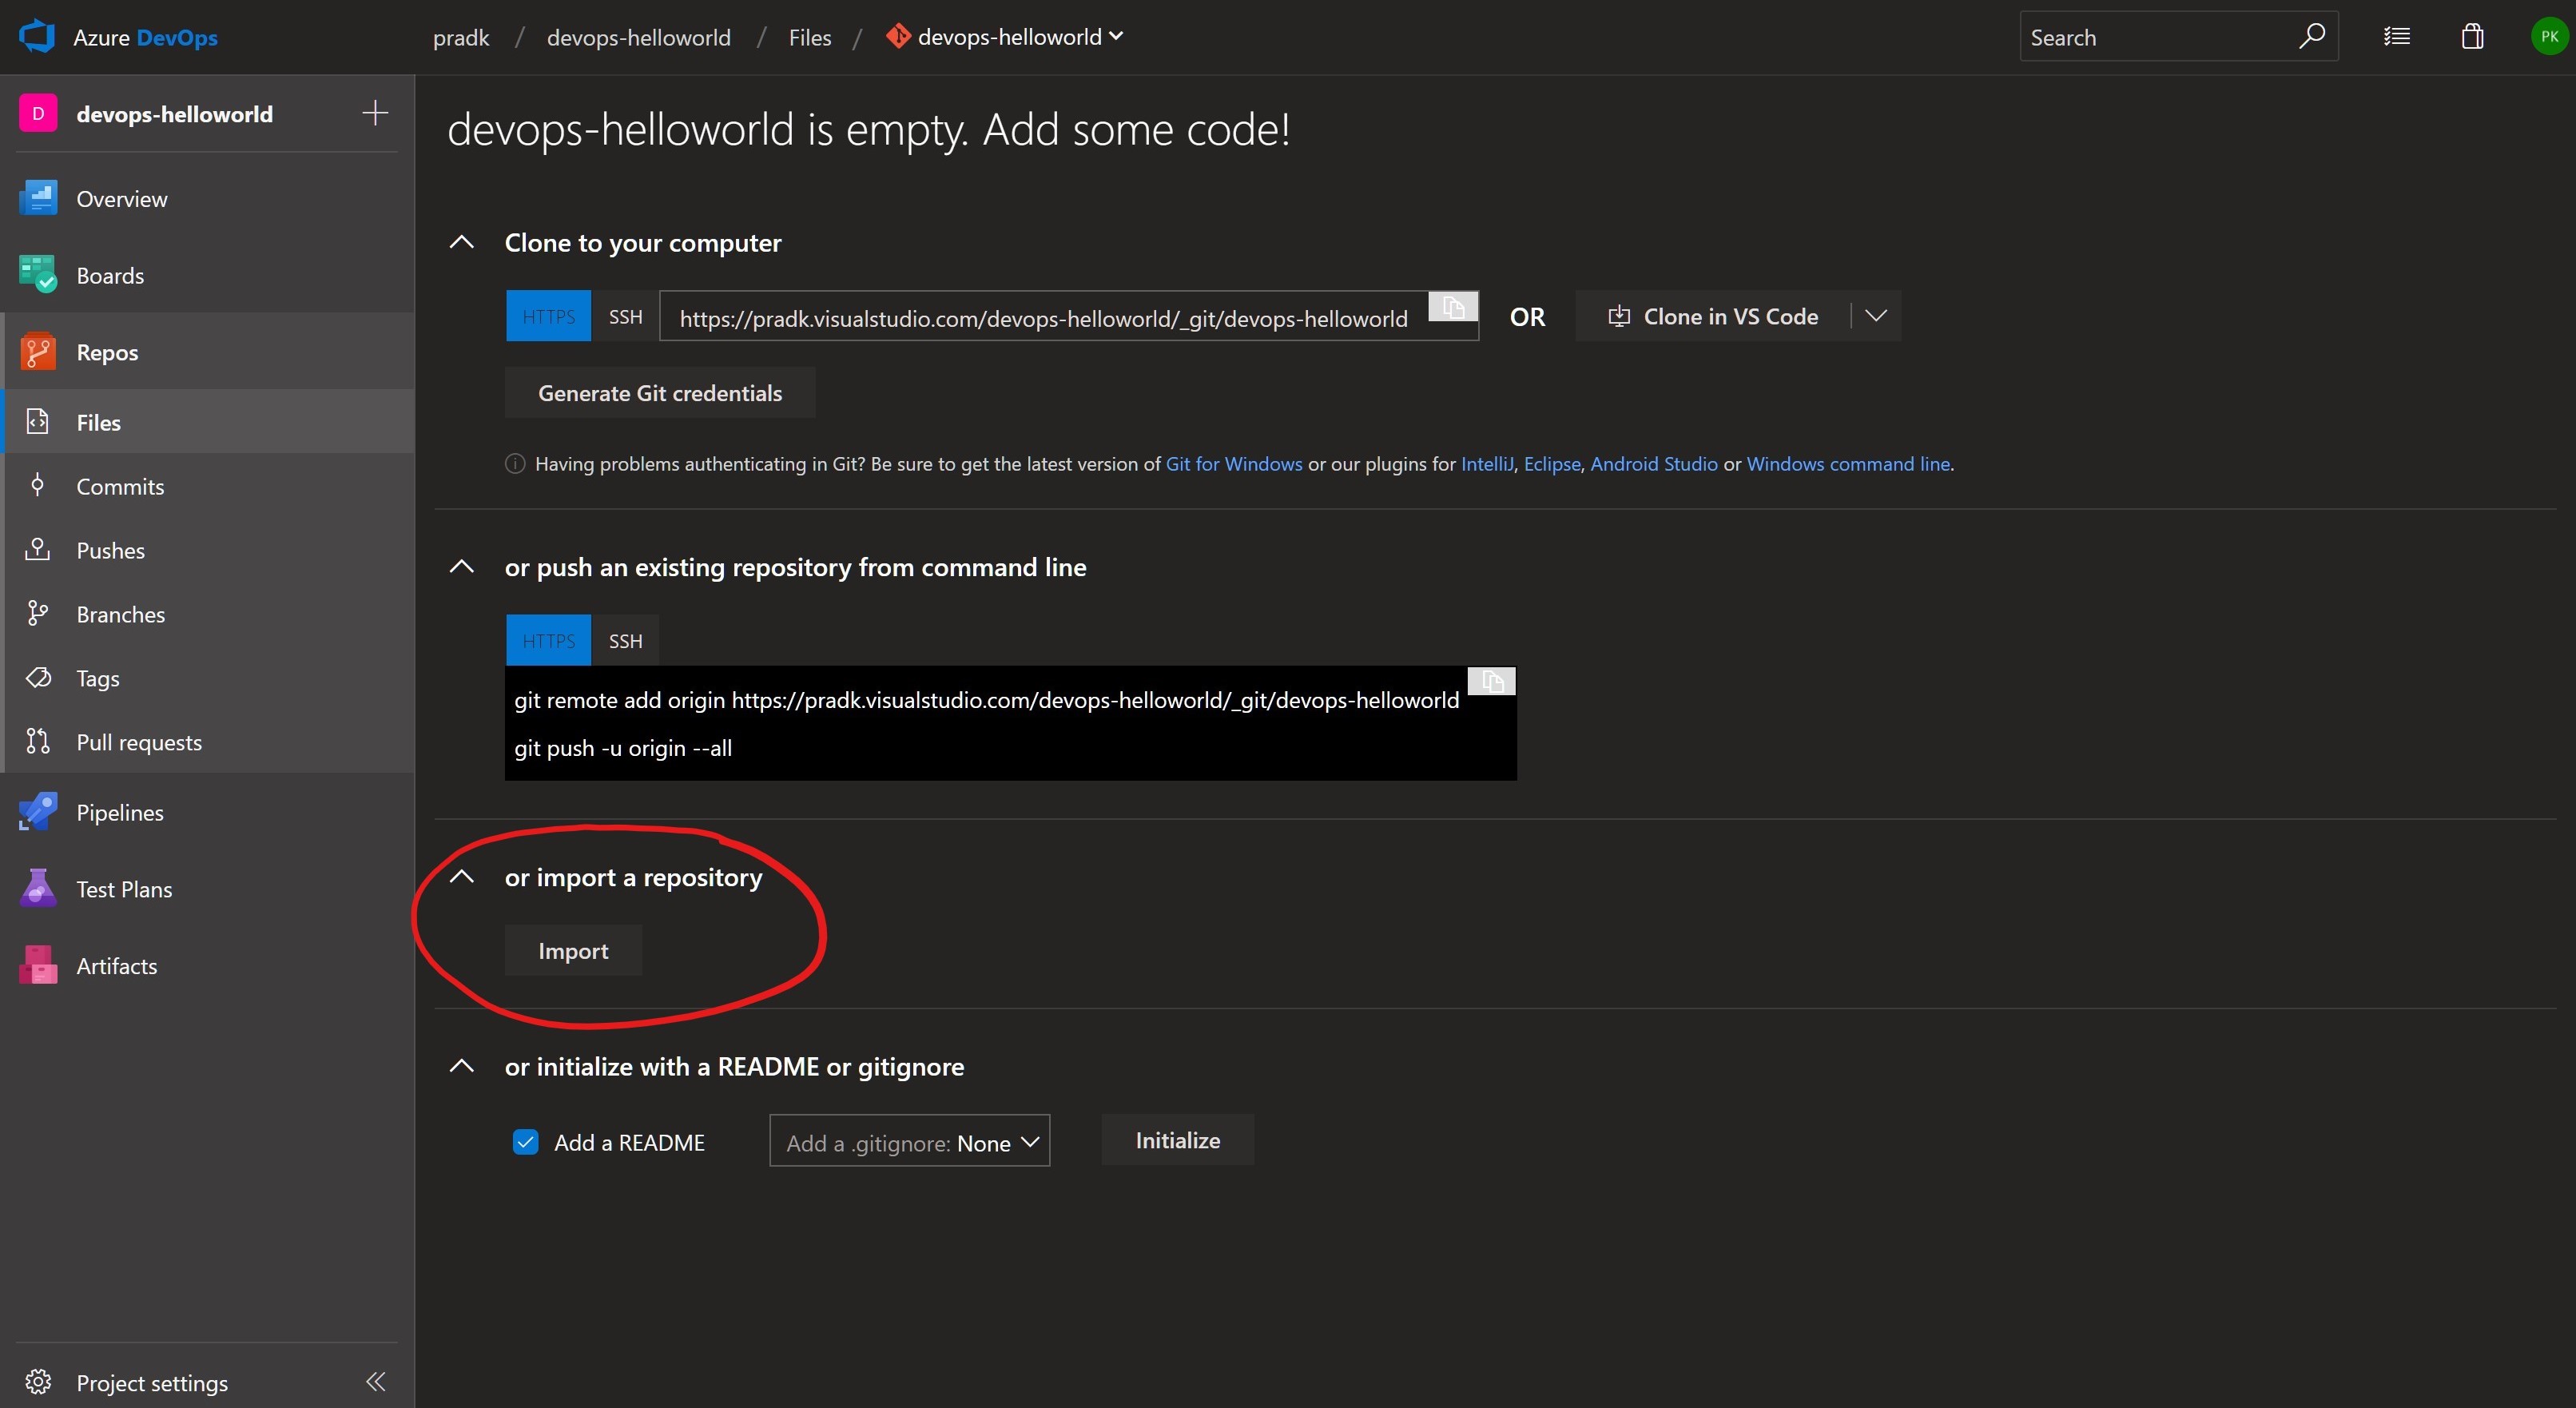 Azure DevOps
pradk / devops-helloworld / Files / devops-helloworld
Search
PK
D devops-helloworld
Overview
Boards
Repos
Files
Commits
Pushes
Branches
Tags
Pull requests
Pipelines
Test Plans
Artifacts
Project settings
devops-helloworld is empty. Add some code!
Clone to your computer
HTTPS SSH https://pradk.visualstudio.com/devops-helloworld/_git/devops-helloworld OR Clone in VS Code
Generate Git credentials
Having problems authenticating in Git? Be sure to get the latest version of Git for Windows or our plugins for IntelliJ, Eclipse, Android Studio or Windows command line.
or push an existing repository from command line
HTTPS SSH
git remote add origin https://pradk.visualstudio.com/devops-helloworld/_git/devops-helloworld
git push -u origin --all
or import a repository
Import
or initialize with a README or gitignore
Add a README Add a .gitignore: None Initialize